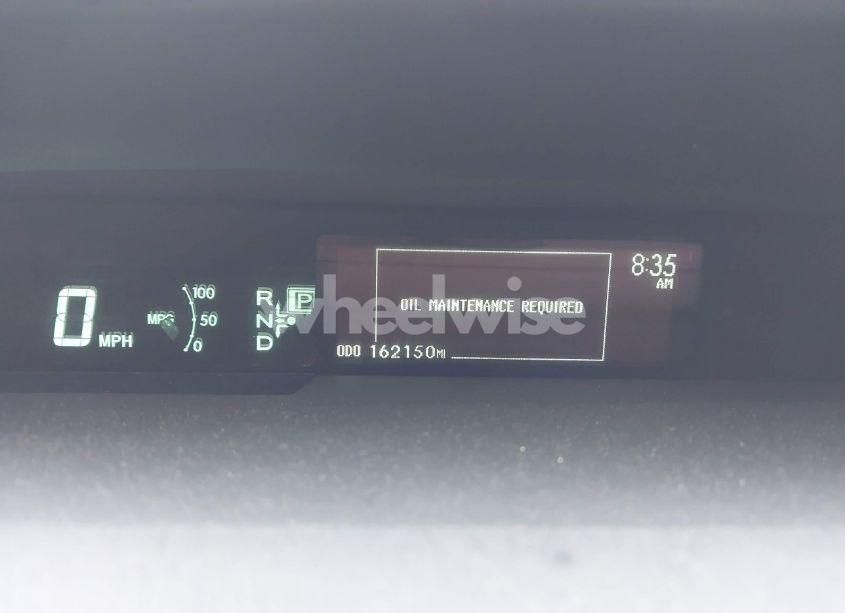 0 MPH
MPG
100
50
0
R
N
D
P
OIL MAINTENANCE REQUIRED
8:35
AM
ODO 162150MI
wheelwise